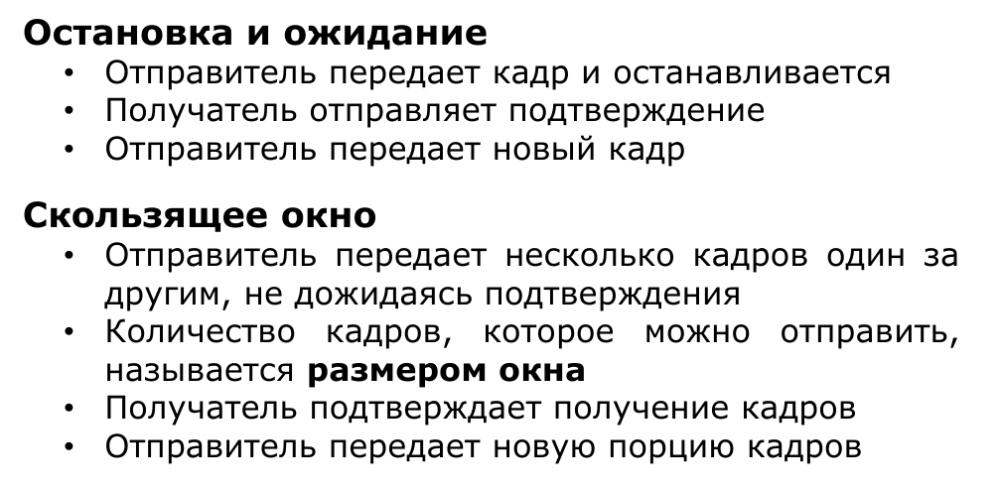 Остановка и ожидание
• Отправитель передает кадр и останавливается
• Получатель отправляет подтверждение
• Отправитель передает новый кадр
Скользящее окно
• Отправитель передает несколько кадров один за
другим, не дожидаясь подтверждения
• Количество кадров, которое можно отправить,
называется размером окна
• Получатель подтверждает получение кадров
• Отправитель передает новую порцию кадров